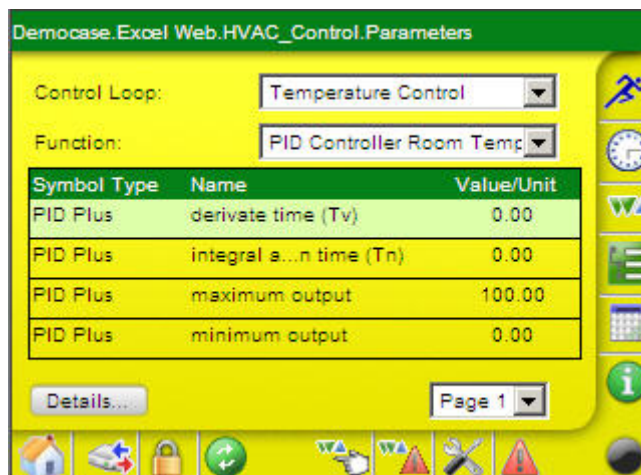 Democase.Excel Web.HVAC_Control.Parameters
Control Loop: Temperature Control
Function: PID Controller Room Temp
Symbol Type Name Value/Unit
PID Plus derivate time (Tv) 0.00
PID Plus integral a...n time (Tn) 0.00
PID Plus maximum output 100.00
PID Plus minimum output 0.00
Details... Page 1